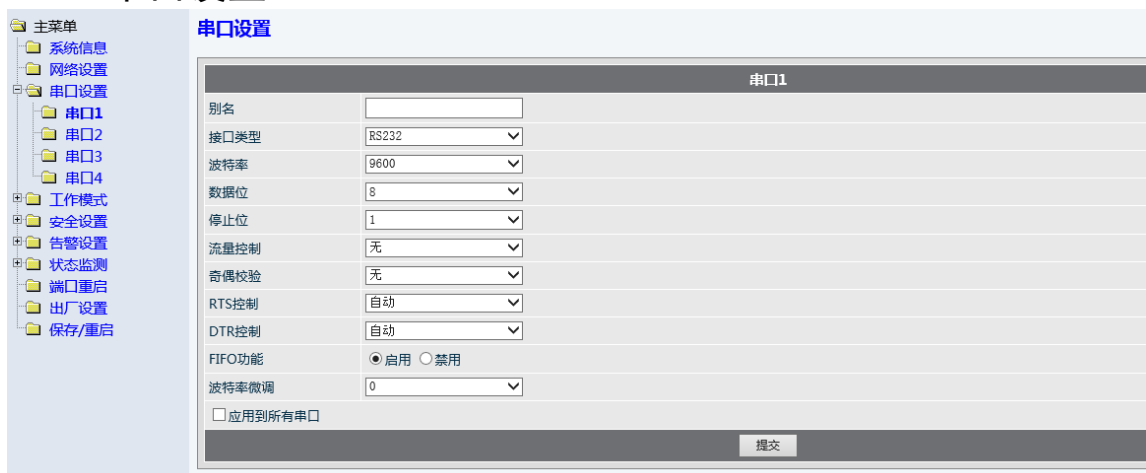 主菜单
系统信息
网络设置
串口设置
串口1
串口2
串口3
串口4
工作模式
安全设置
告警设置
状态监测
端口重启
出厂设置
保存/重启
串口设置
串口1
别名
接口类型 RS232
波特率 9600
数据位 8
停止位 1
流量控制 无
奇偶校验 无
RTS控制 自动
DTR控制 自动
FIFO功能 启用 禁用
波特率微调 0
应用到所有串口
提交